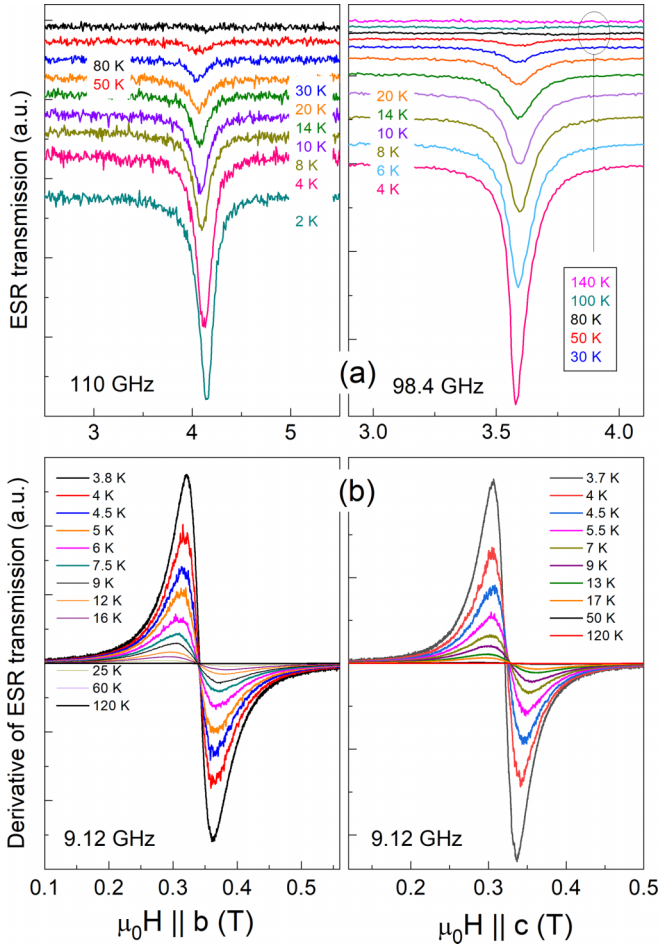 ESR transmission (a.u.)
80 K
50 K
30 K
20 K
14 K
10 K
8 K
4 K
2 K
110 GHz
3
4
5
(a)
20 K
14 K
10 K
8 K
6 K
4 K
140 K
100 K
80 K
50 K
30 K
98.4 GHz
3.0
3.5
4.0
Derivative of ESR transmission (a.u.)
(b)
3.8 K
4 K
4.5 K
5 K
6 K
7.5 K
9 K
12 K
16 K
25 K
60 K
120 K
9.12 GHz
0.1
0.2
0.3
0.4
0.5
μ₀H || b (T)
3.7 K
4 K
4.5 K
5.5 K
7 K
9 K
13 K
17 K
50 K
120 K
9.12 GHz
0.2
0.3
0.4
0.5
μ₀H || c (T)